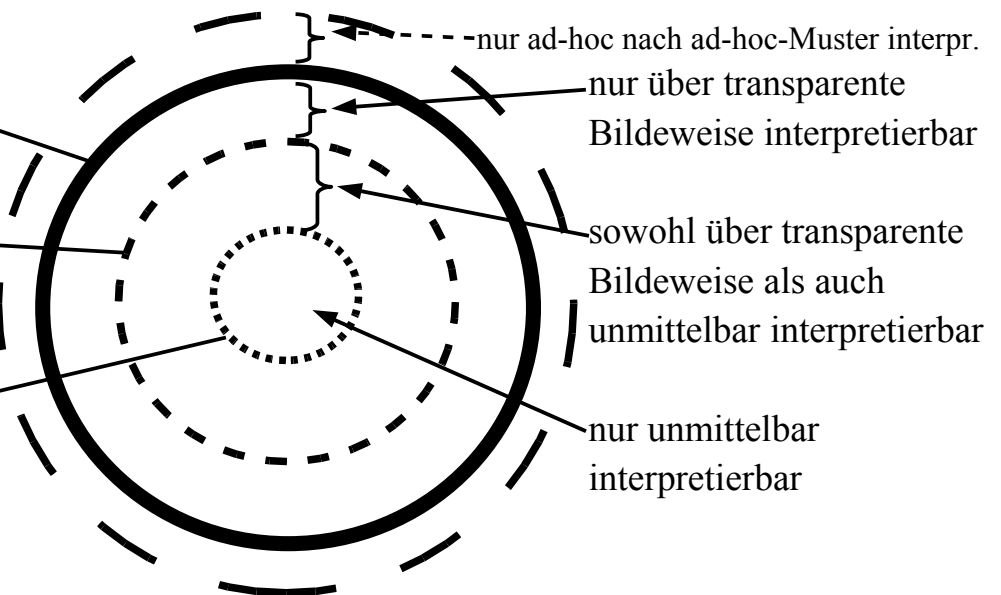 nur ad-hoc nach ad-hoc-Muster interpr.
nur über transparente
Bildeweise interpretierbar
sowohl über transparente
Bildeweise als auch
unmittelbar interpretierbar
nur unmittelbar
interpretierbar